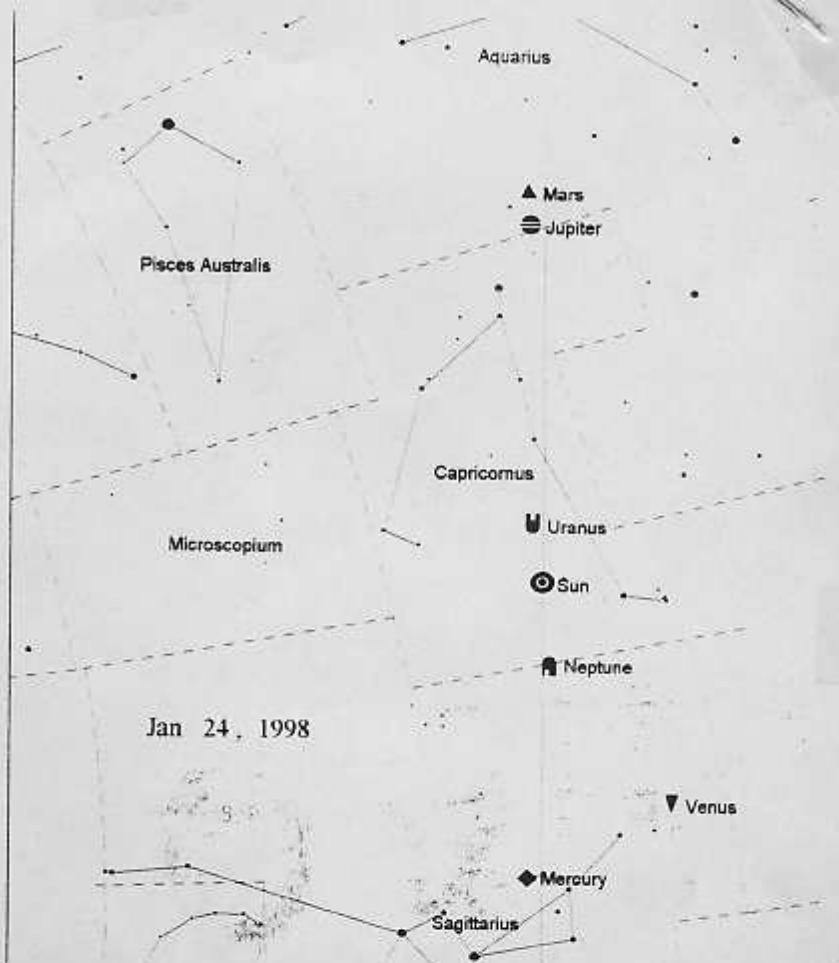 Aquarius
Mars
Jupiter
Pisces Australis
Capricornus
Uranus
Microscopium
Sun
Neptune
Jan 24, 1998
Venus
Mercury
Sagittarius